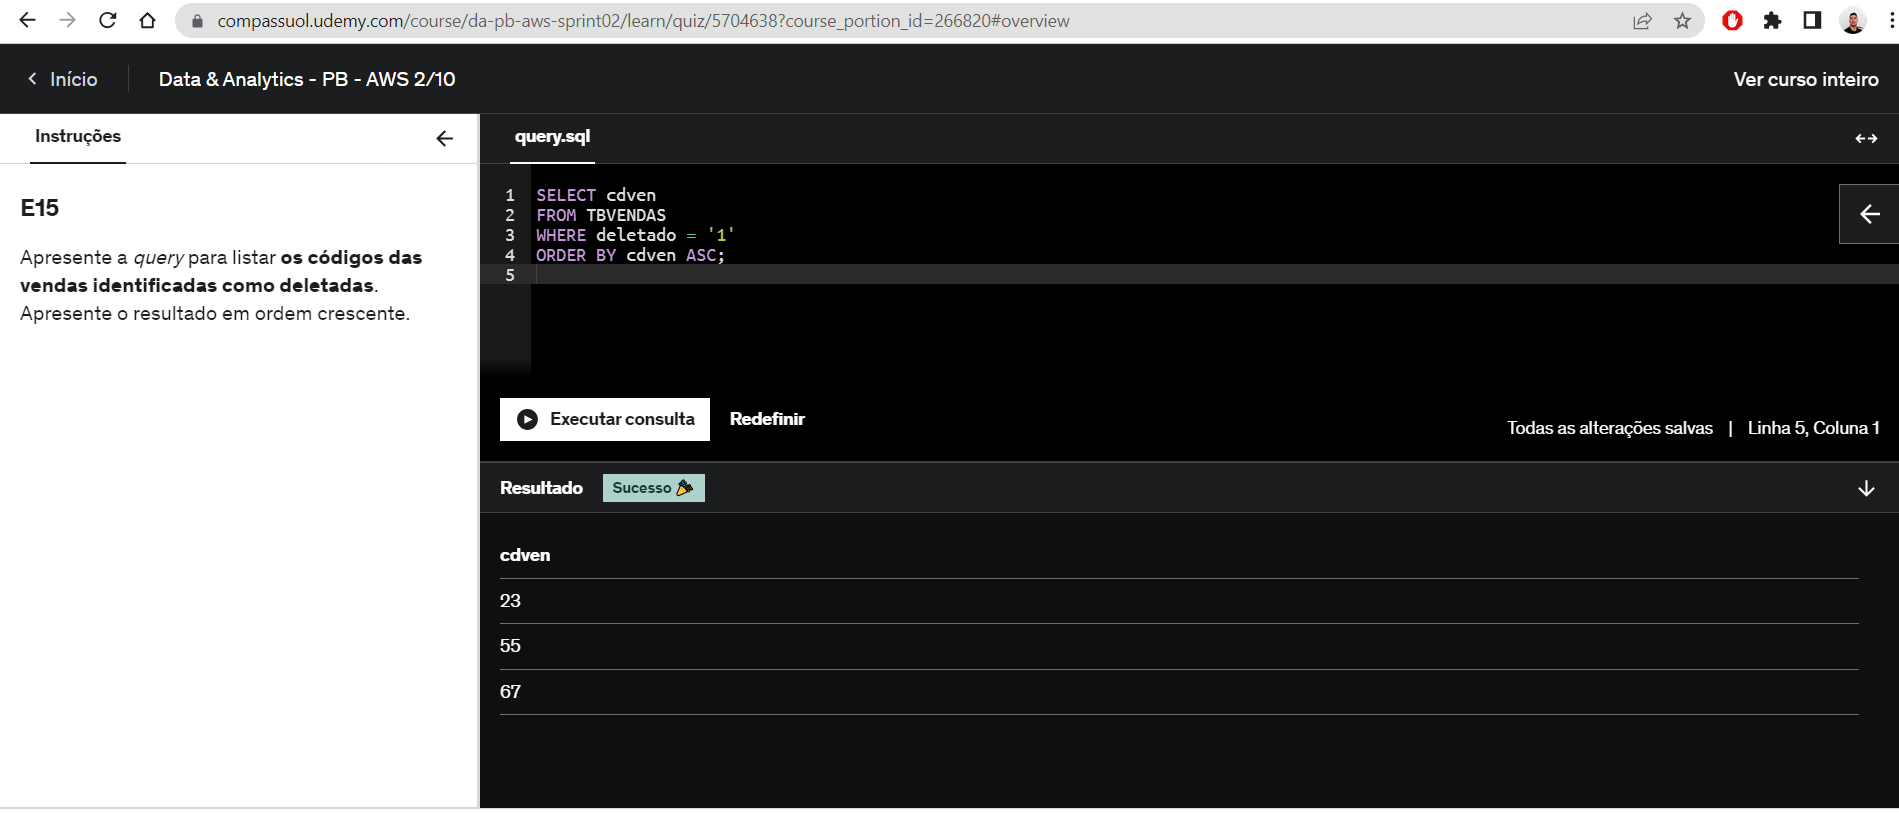 compassuol.udemy.com/course/da-pb-aws-sprint02/learn/quiz/5704638?course_portion_id=266820#overview
Início
Data & Analytics - PB - AWS 2/10
Ver curso inteiro
Instruções
E15
Apresente a query para listar os códigos das
vendas identificadas como deletadas.
Apresente o resultado em ordem crescente.
query.sql
1 SELECT cdven
2 FROM TBVENDAS
3 WHERE deletado = '1'
4 ORDER BY cdven ASC;
5
Executar consulta
Redefinir
Todas as alterações salvas | Linha 5, Coluna 1
Resultado
Sucesso
cdven
23
55
67